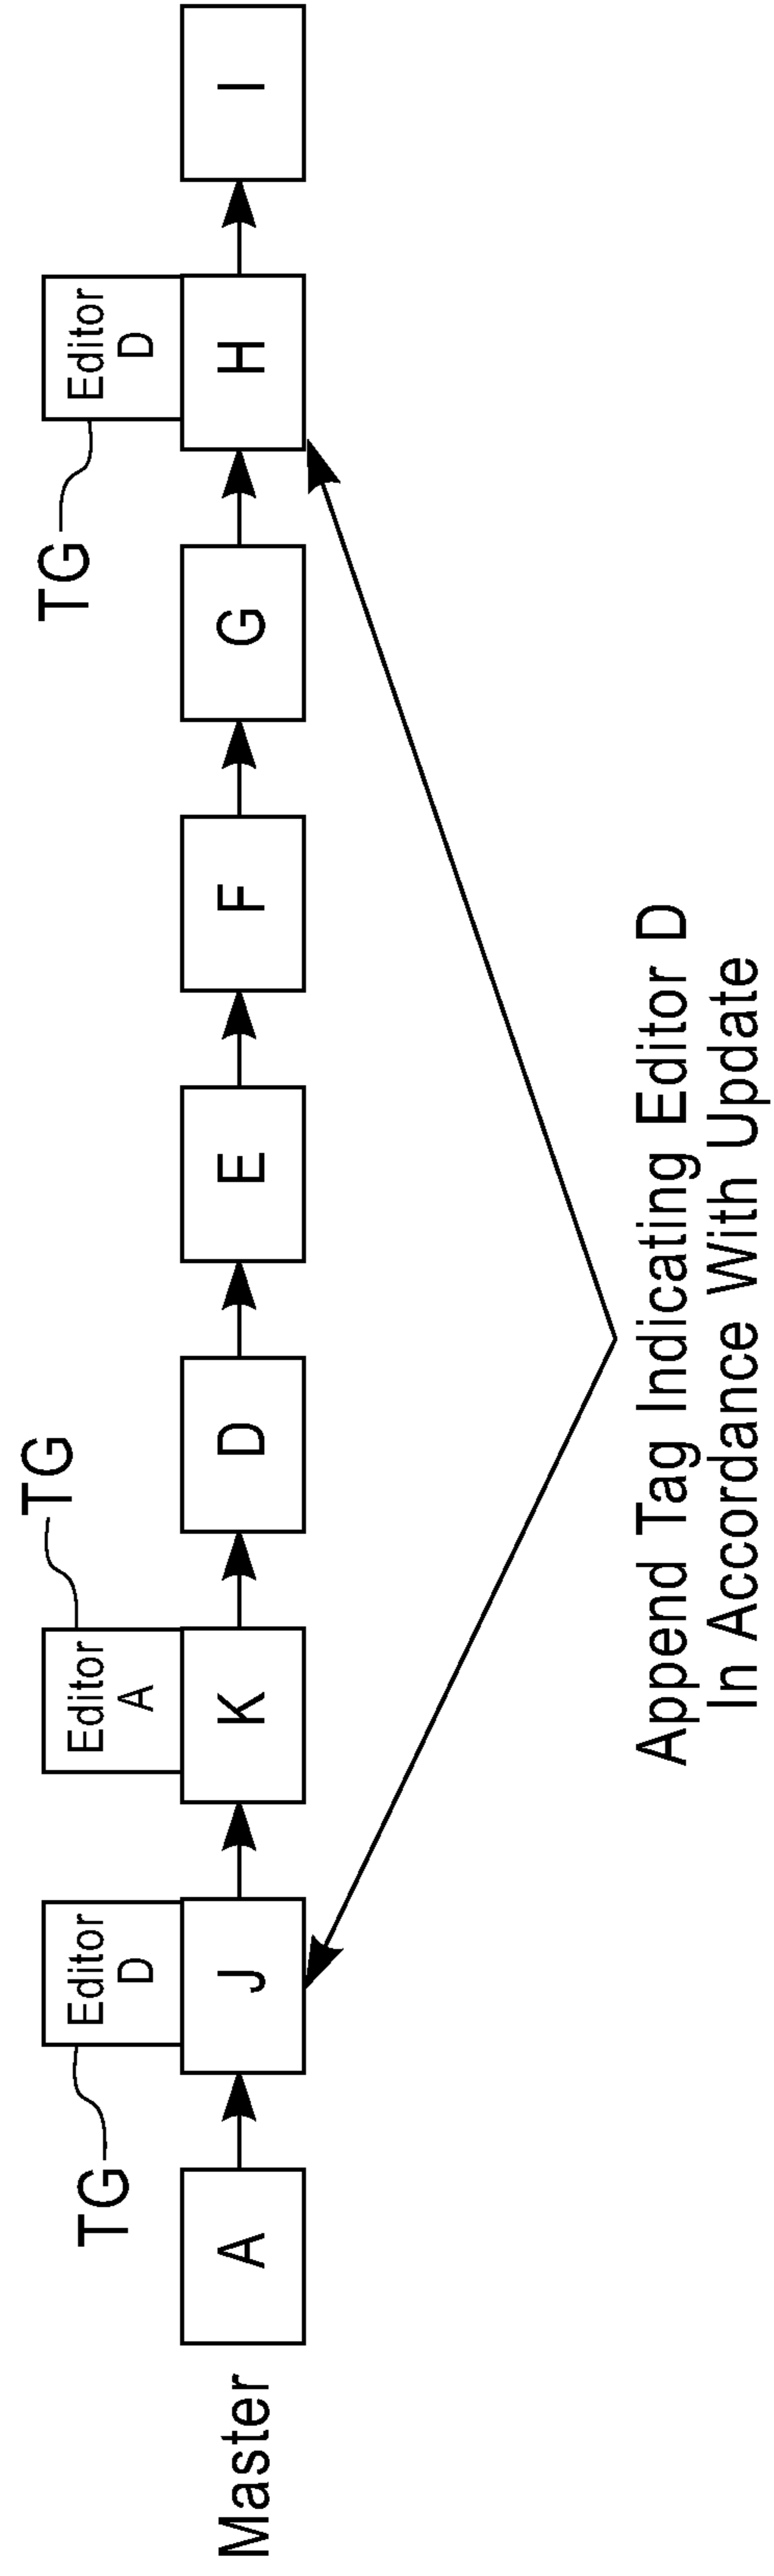 TG
Editor
D
TG
Editor
A
TG
Editor
D
Master
A
J
K
D
E
F
G
H
I
Append Tag Indicating Editor D
In Accordance With Update